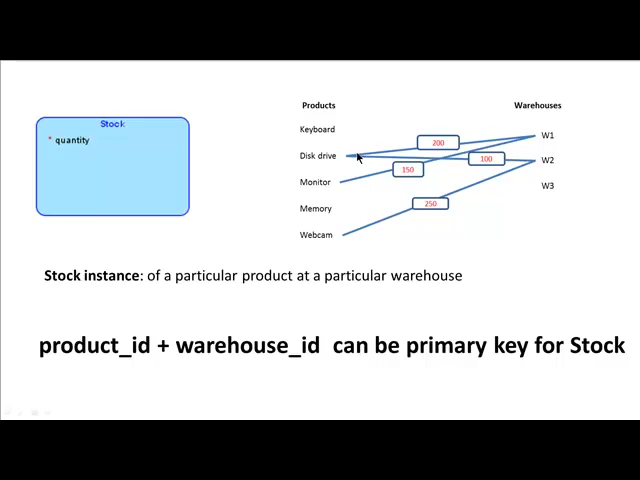 Products
Warehouses
Stock
* quantity
Keyboard
Disk drive
Monitor
Memory
Webcam
200
100
150
250
W1
W2
W3
Stock instance: of a particular product at a particular warehouse
product_id + warehouse_id can be primary key for Stock